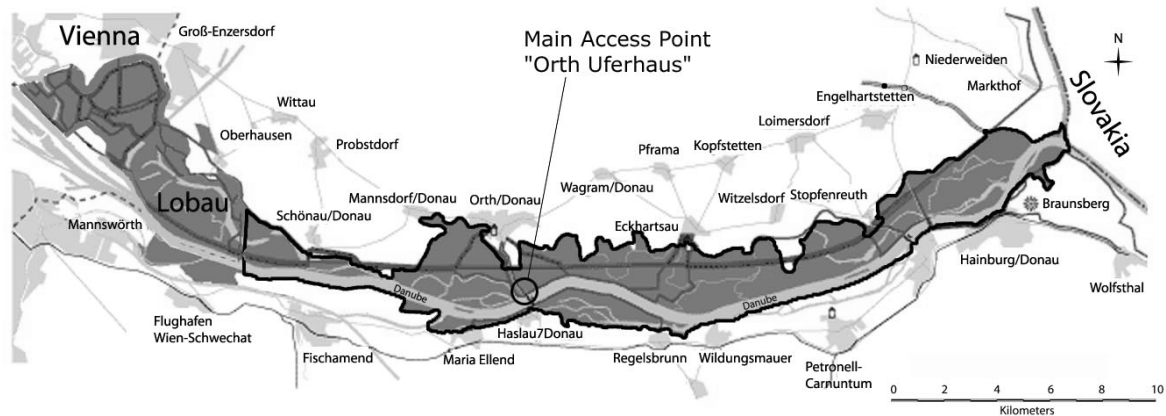 Vienna
Groß-Enzersdorf
Main Access Point
"Orth Uferhaus"
N
Niederweiden
Markthof
Slovakia
Engelhartstetten
Wittau
Oberhausen
Probstdorf
Loimersdorf
Kopfstetten
Pframa
Wagram/Donau
Mannsdorf/Donau
Orth/Donau
Witzelsdorf
Stopfenreuth
Lobau
Schönau/Donau
Mannswörth
Eckhartsau
Braunsberg
Hainburg/Donau
Wolfsthal
Danube
Danube
Flughafen
Wien-Schwechat
Fischamend
Maria Ellend
Haslau7Donau
Regelsbrunn
Wildungsmauer
Petronell-
Carnuntum
0 2 4 6 8 10
Kilometers